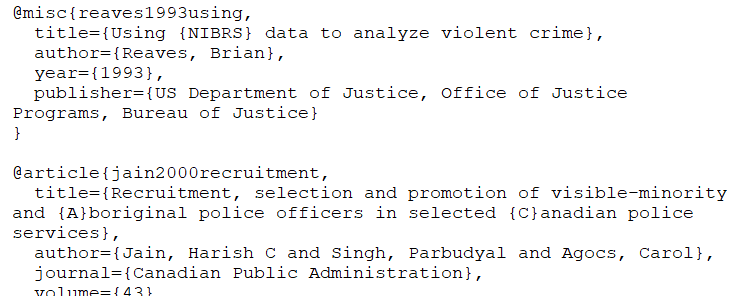 @misc{reaves1993using,
  title={Using {NIBRS} data to analyze violent crime},
  author={Reaves, Brian},
  year={1993},
  publisher={US Department of Justice, Office of Justice
Programs, Bureau of Justice}
}

@article{jain2000recruitment,
  title={Recruitment, selection and promotion of visible-minority
and {A}boriginal police officers in selected {C}anadian police
services},
  author={Jain, Harish C and Singh, Parbudyal and Agocs, Carol},
  journal={Canadian Public Administration},
  volume={43}